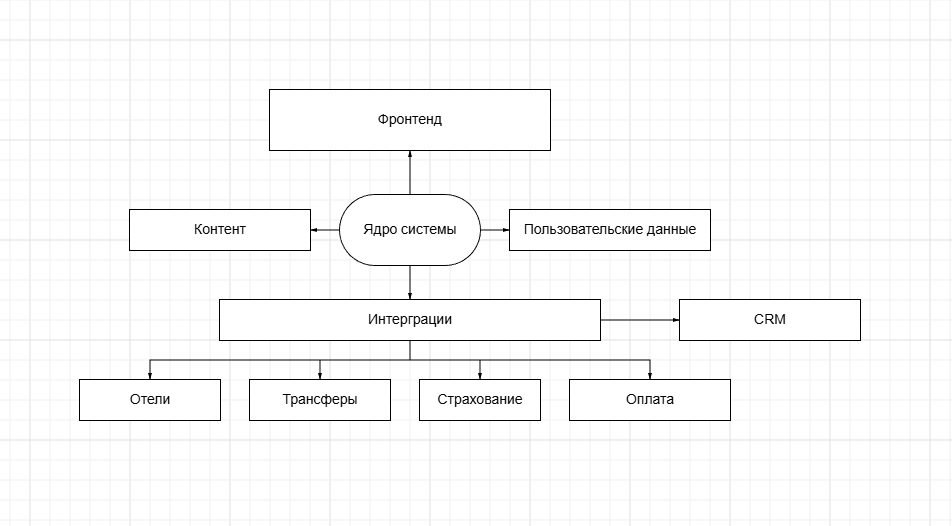 Фронтенд
Контент
Ядро системы
Пользовательские данные
Интерграции
CRM
Отели
Трансферы
Страхование
Оплата